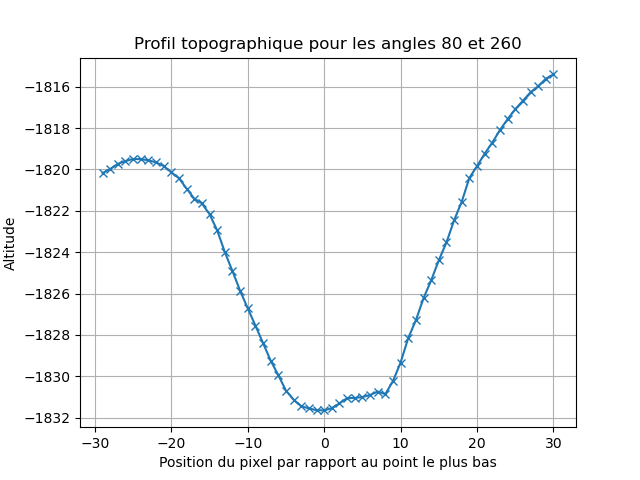 Profil topographique pour les angles 80 et 260
Altitude
−1816
−1818
−1820
−1822
−1824
−1826
−1828
−1830
−1832
−30 −20 −10 0 10 20 30
Position du pixel par rapport au point le plus bas